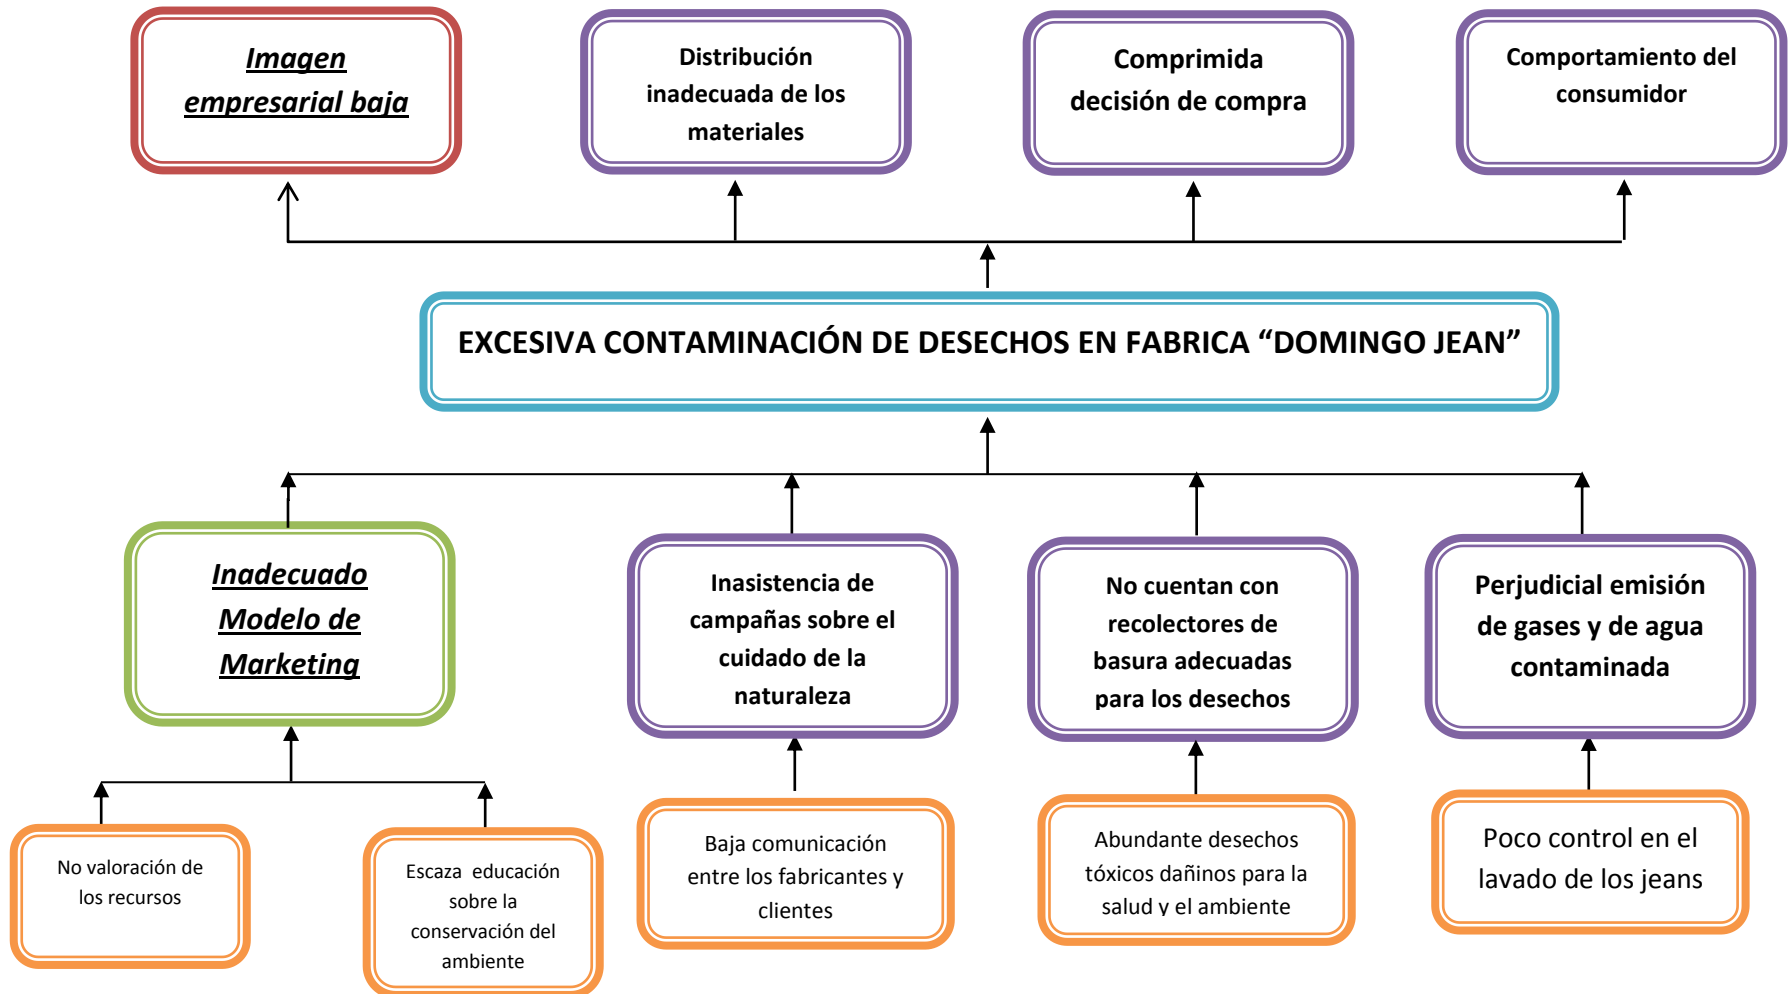 Imagen
empresarial baja
Distribución
inadecuada de los
materiales
Comprimida
decisión de compra
Comportamiento del
consumidor
EXCESIVA CONTAMINACIÓN DE DESECHOS EN FABRICA “DOMINGO JEAN”
Inadecuado
Modelo de
Marketing
Inasistencia de
campañas sobre el
cuidado de la
naturaleza
No cuentan con
recolectores de
basura adecuadas
para los desechos
Perjudicial emisión
de gases y de agua
contaminada
No valoración de
los recursos
Escaza educación
sobre la
conservación del
ambiente
Baja comunicación
entre los fabricantes y
clientes
Abundante desechos
tóxicos dañinos para la
salud y el ambiente
Poco control en el
lavado de los jeans